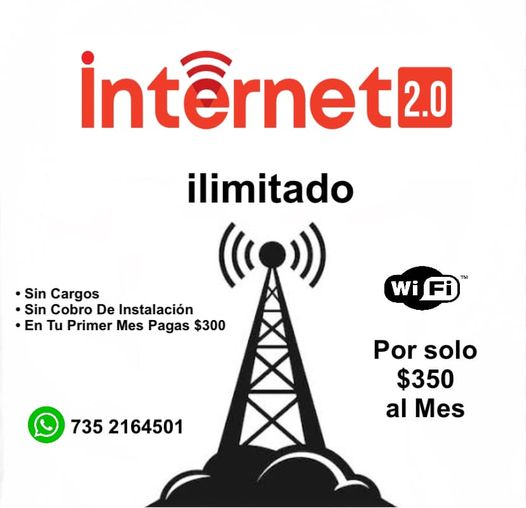 internet 2.0
ilimitado
• Sin Cargos
• Sin Cobro De Instalación
• En Tu Primer Mes Pagas $300
Wi Fi ™
Por solo
$350
al Mes
735 2164501